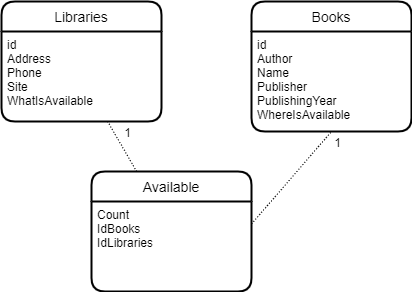 Libraries
id
Address
Phone
Site
WhatIsAvailable
Books
id
Author
Name
Publisher
PublishingYear
WhereIsAvailable
1
1
Available
Count
IdBooks
IdLibraries